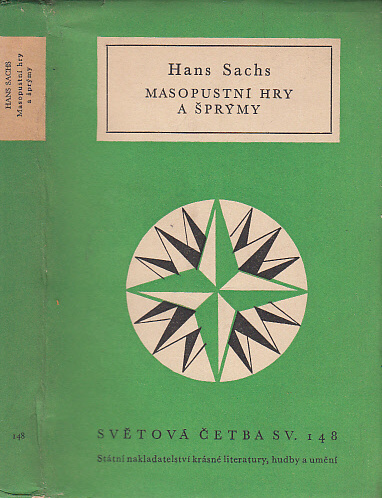 HANS SACHS
Masopustní hry
a šprýmy
148
Hans Sachs
MASOPUSTNÍ HRY
A ŠPRÝMY
SVĚTOVÁ ČETBA SV. 148
Státní nakladatelství krásné literatury, hudby a umění